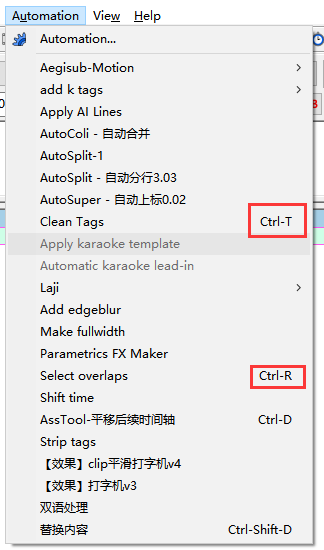 Automation View Help
Automation...
Aegisub-Motion
add k tags
Apply AI Lines
AutoColi - 自动合并
AutoSplit-1
AutoSplit - 自动分行3.03
AutoSuper - 自动上标0.02
Clean Tags Ctrl-T
Apply karaoke template
Automatic karaoke lead-in
Laji
Add edgeblur
Make fullwidth
Parametrics FX Maker
Select overlaps Ctrl-R
Shift time
AssTool-平移后续时间轴 Ctrl-D
Strip tags
【效果】clip平滑打字机v4
【效果】打字机v3
双语处理
替换内容 Ctrl-Shift-D